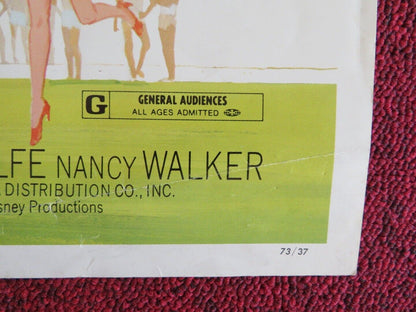 G GENERAL AUDIENCES
ALL AGES ADMITTED
LFE NANCY WALKER
DISTRIBUTION CO., INC.
sney Productions
73/37